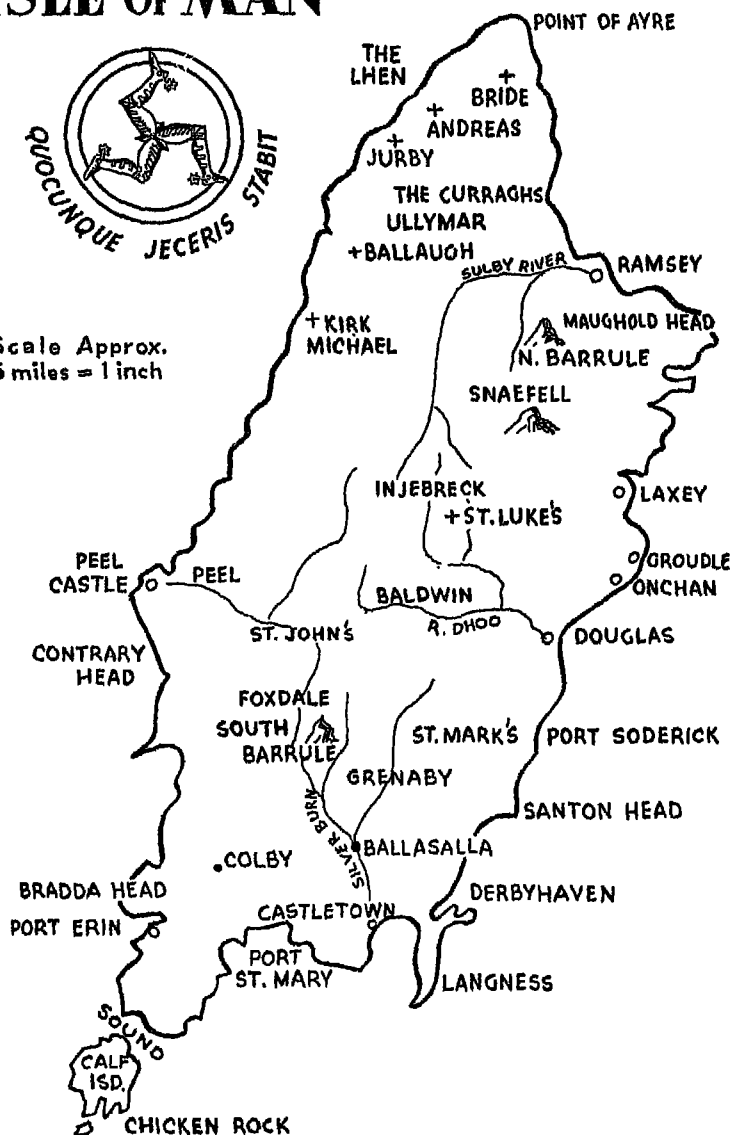 ISLE OF MAN
QUOCUNQUE JECERIS STABIT
Scale Approx.
miles = 1 inch
POINT OF AYRE
THE
LHEN
BRIDE
ANDREAS
JURBY
THE CURRAGHS
ULLYMAR
BALLAUGH
SULBY RIVER
RAMSEY
KIRK
MICHAEL
MAUGHOLD HEAD
N. BARRULE
SNAEFELL
INJEBRECK
LAXEY
ST. LUKE'S
PEEL
CASTLE
PEEL
GROUDLE
ONCHAN
BALDWIN
R. DHOO
ST. JOHN'S
DOUGLAS
CONTRARY
HEAD
FOXDALE
SOUTH
BARRULE
ST. MARK'S
PORT SODERICK
GRENABY
SANTON HEAD
SILVER BURN
BALLASALLA
COLBY
BRADDA HEAD
DERBYHAVEN
PORT ERIN
CASTLETOWN
PORT
ST. MARY
LANGNESS
SOUND
CALF
ISD.
CHICKEN ROCK